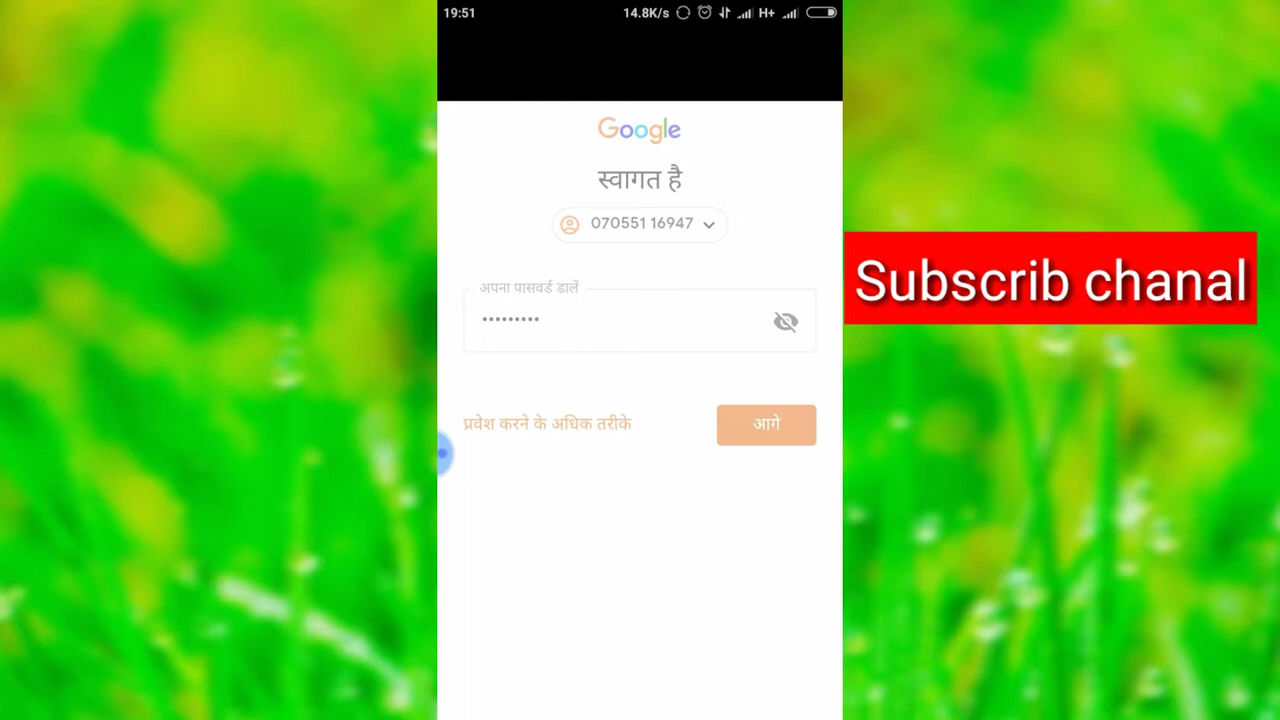 19:51
14.8K/s H+
Google
स्वागत है
070551 16947
अपना पासवर्ड डालें
•••••••••
प्रवेश करने के अधिक तरीके
आगे
Subscrib chanal